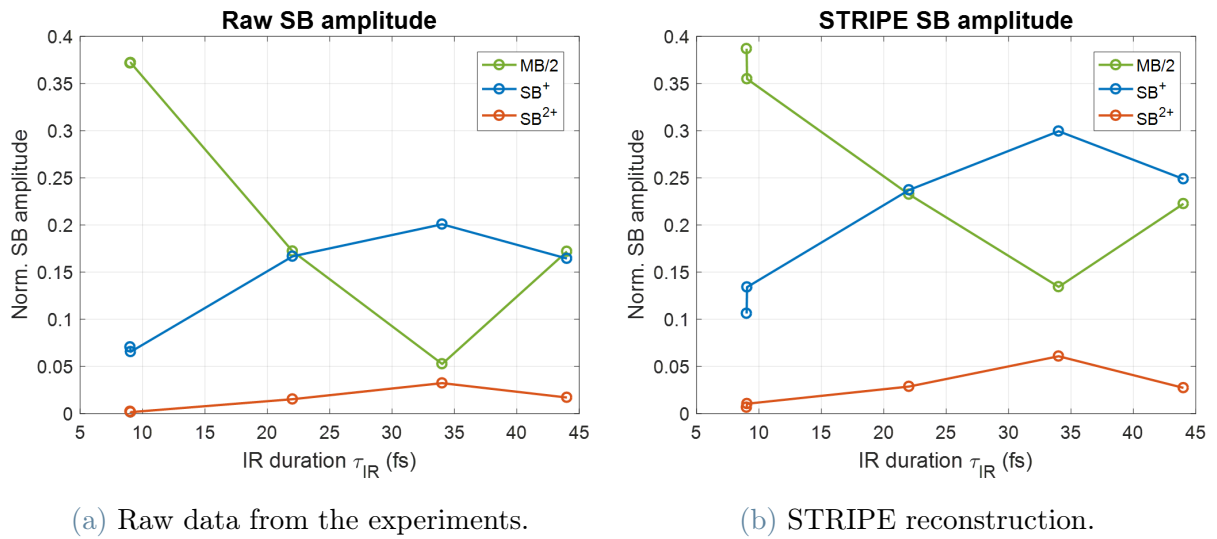 Raw SB amplitude
0.4
0.35
0.3
0.25
0.2
0.15
0.1
0.05
0
Norm. SB amplitude
MB/2
SB⁺
SB²⁺
5 10 15 20 25 30 35 40 45
IR duration τ_IR (fs)
(a) Raw data from the experiments.
STRIPE SB amplitude
0.4
0.35
0.3
0.25
0.2
0.15
0.1
0.05
0
Norm. SB amplitude
MB/2
SB⁺
SB²⁺
5 10 15 20 25 30 35 40 45
IR duration τ_IR (fs)
(b) STRIPE reconstruction.